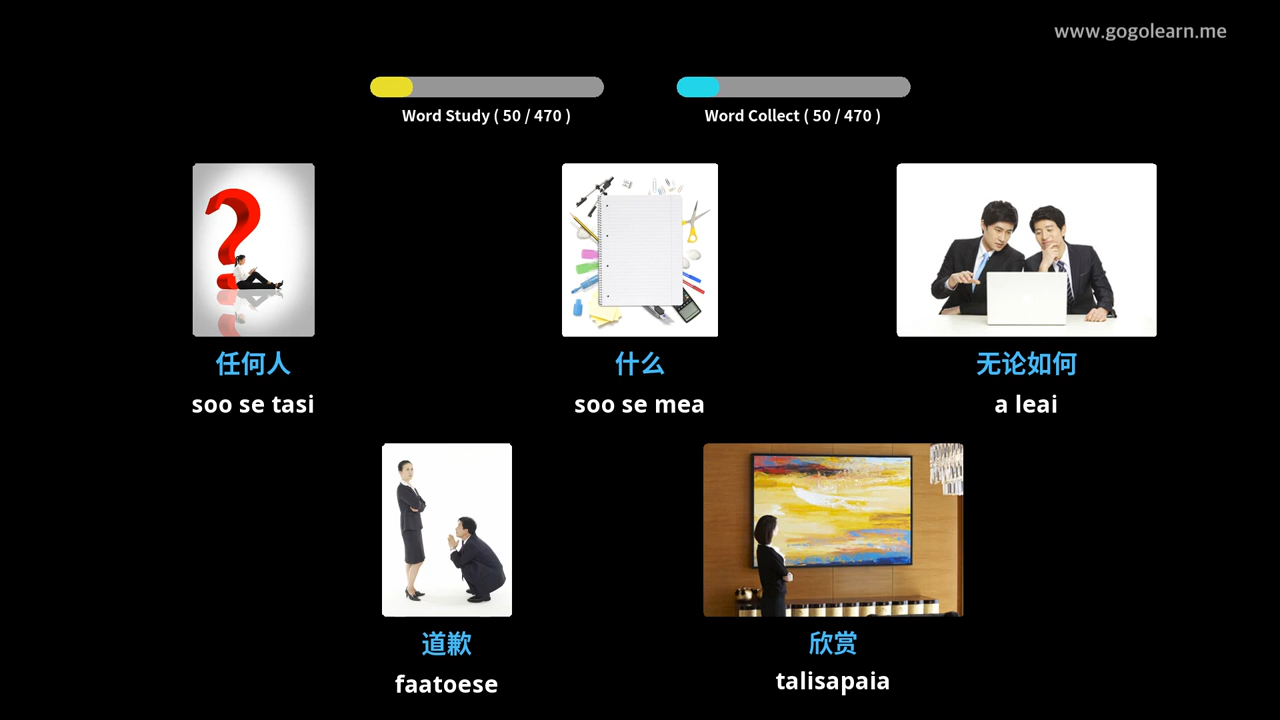 www.gogolearn.me
Word Study ( 50 / 470 )
Word Collect ( 50 / 470 )
任何人
soo se tasi
什么
soo se mea
无论如何
a leai
道歉
faatoese
欣赏
talisapaia